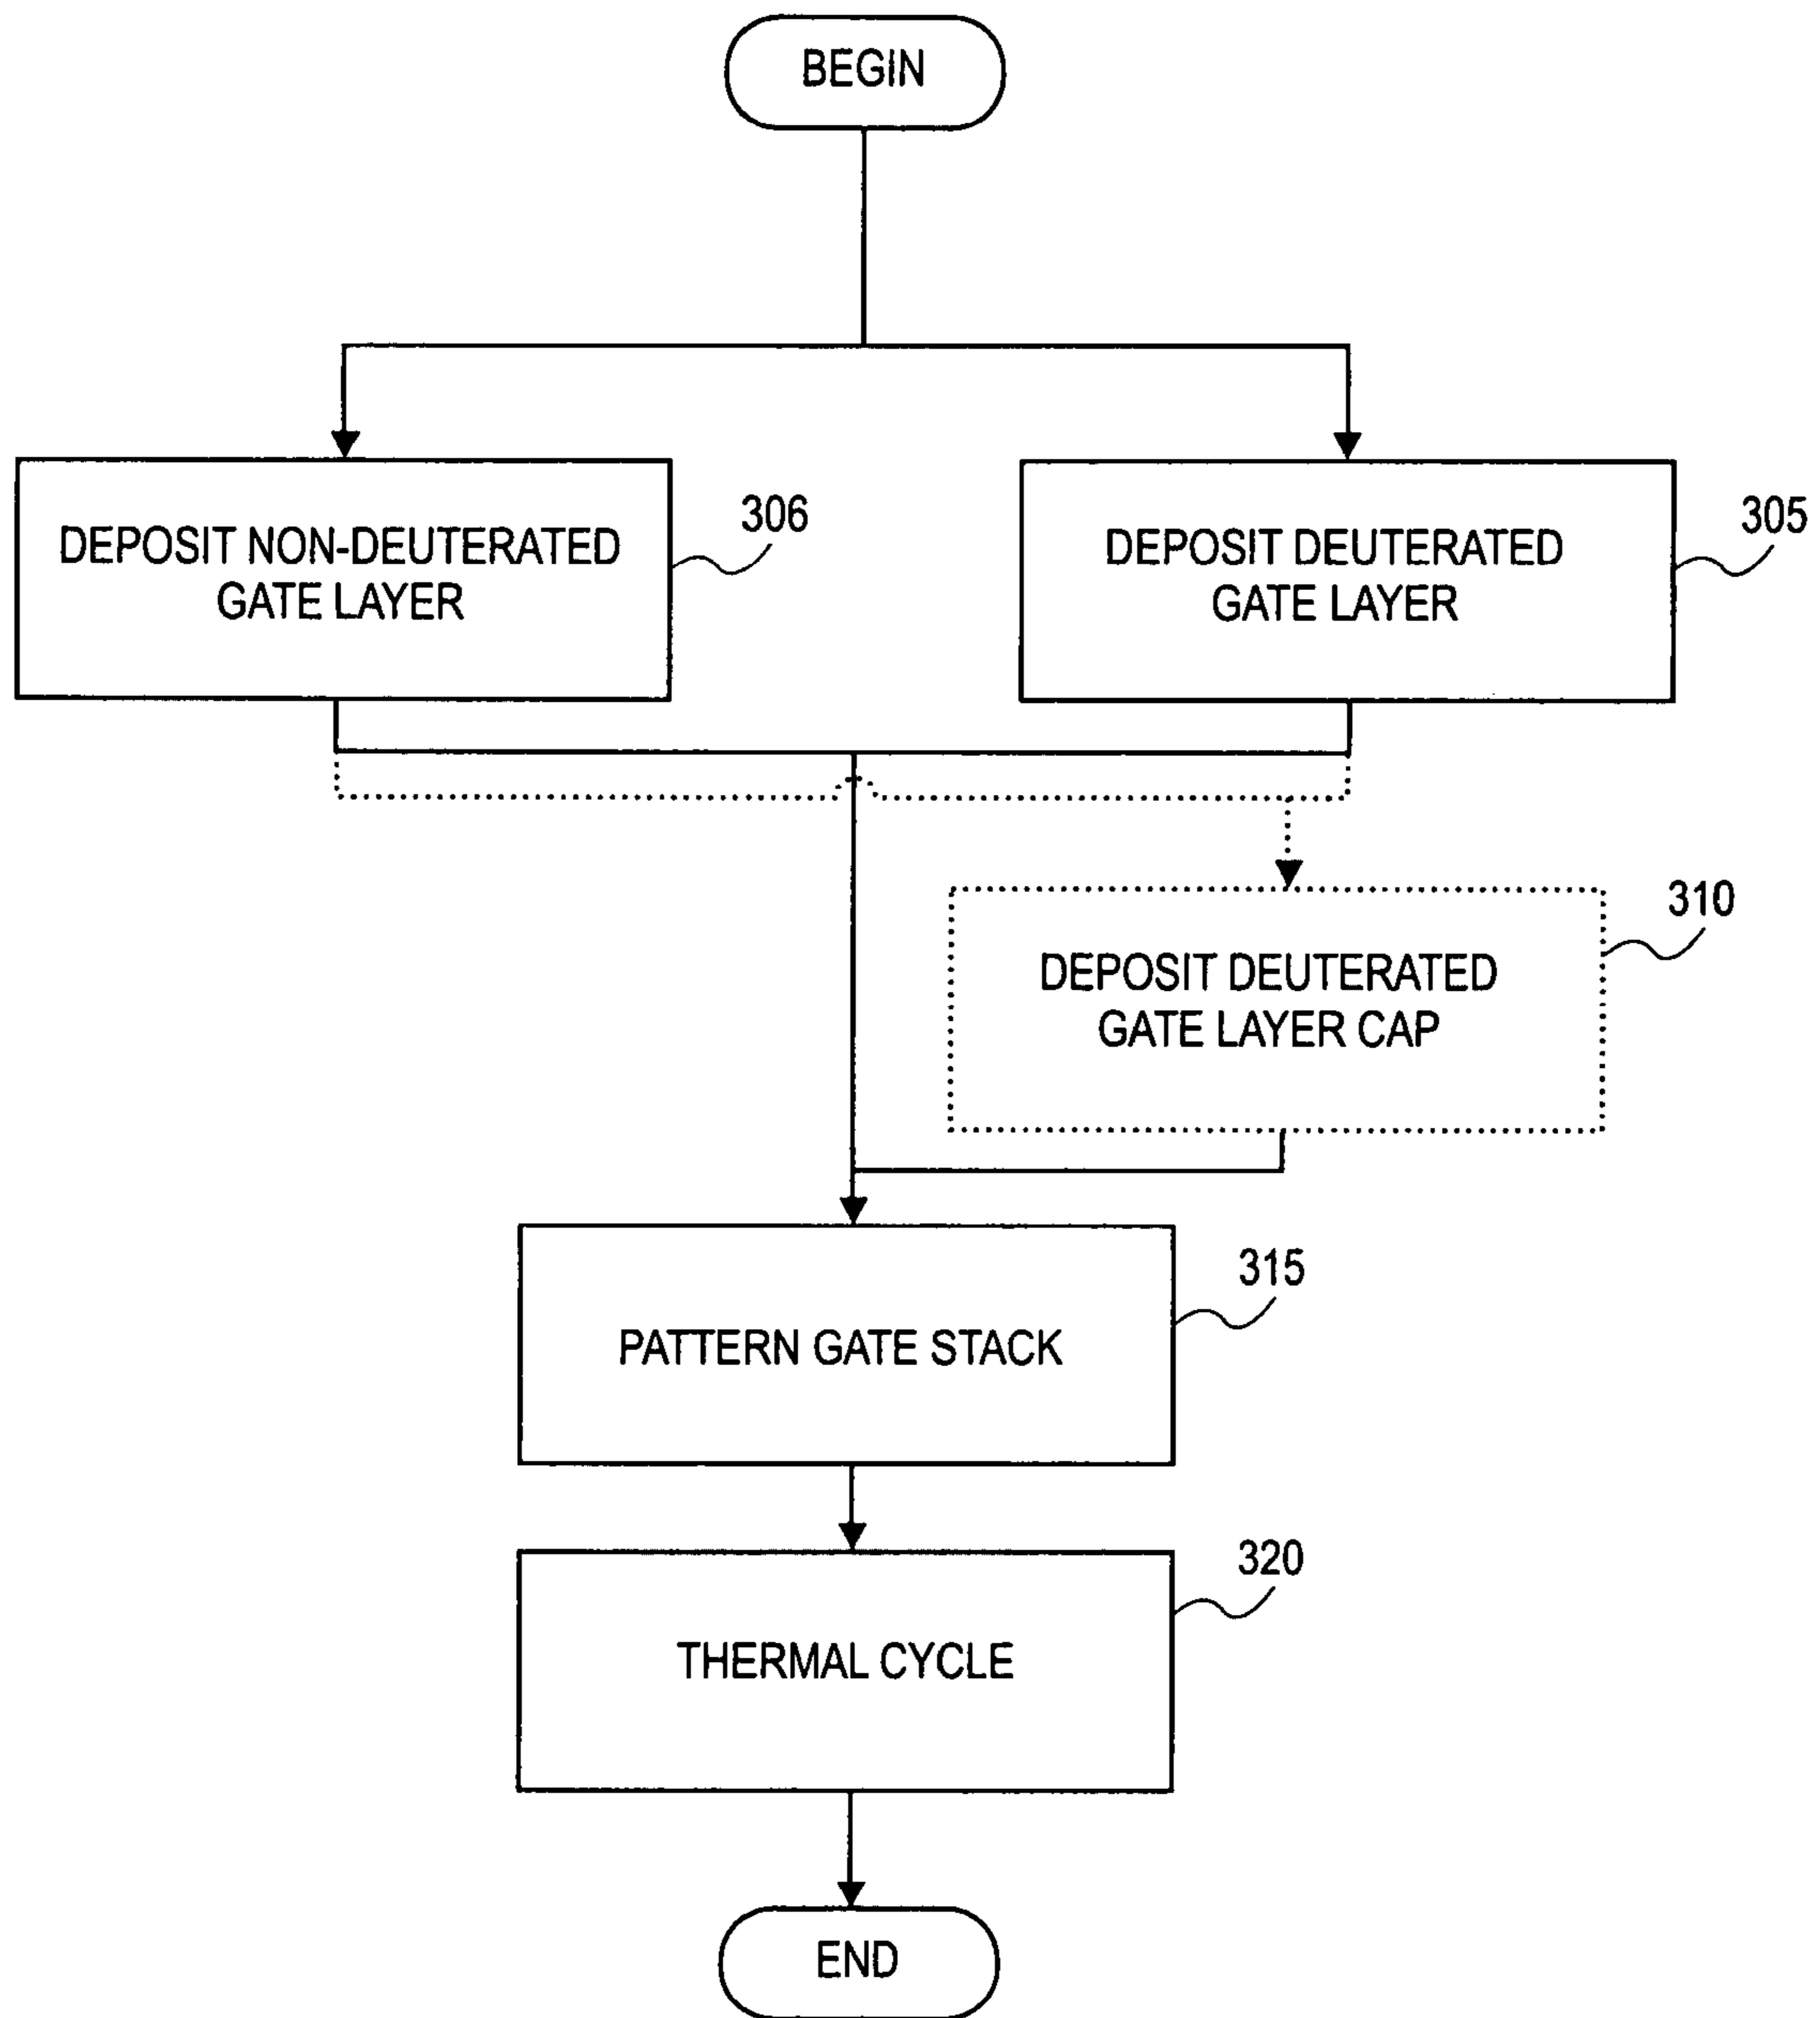 BEGIN
DEPOSIT NON-DEUTERATED
GATE LAYER
306
DEPOSIT DEUTERATED
GATE LAYER
305
DEPOSIT DEUTERATED
GATE LAYER CAP
310
PATTERN GATE STACK
315
THERMAL CYCLE
320
END